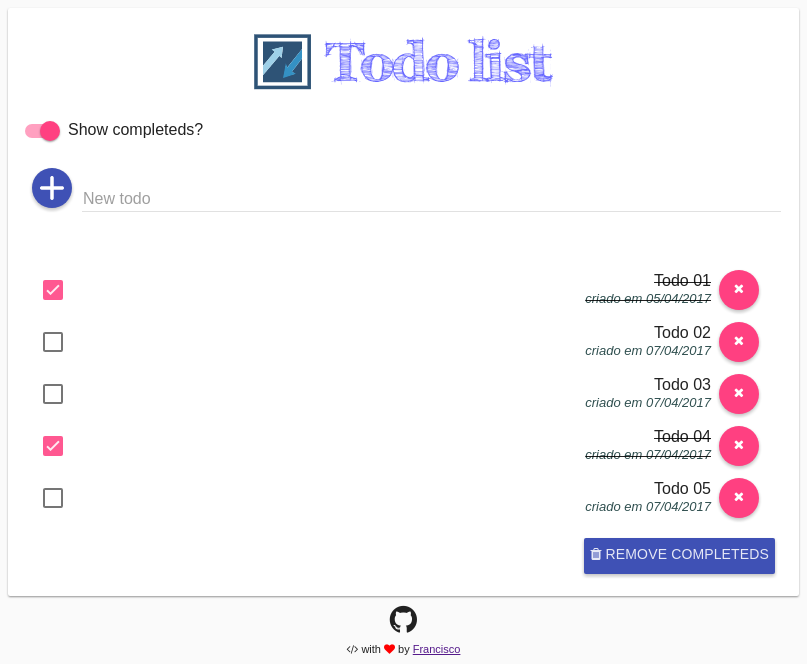 Todo list
Show completeds?
New todo
Todo 01
criado em 05/04/2017
Todo 02
criado em 07/04/2017
Todo 03
criado em 07/04/2017
Todo 04
criado em 07/04/2017
Todo 05
criado em 07/04/2017
REMOVE COMPLETEDS
</> with ❤ by Francisco